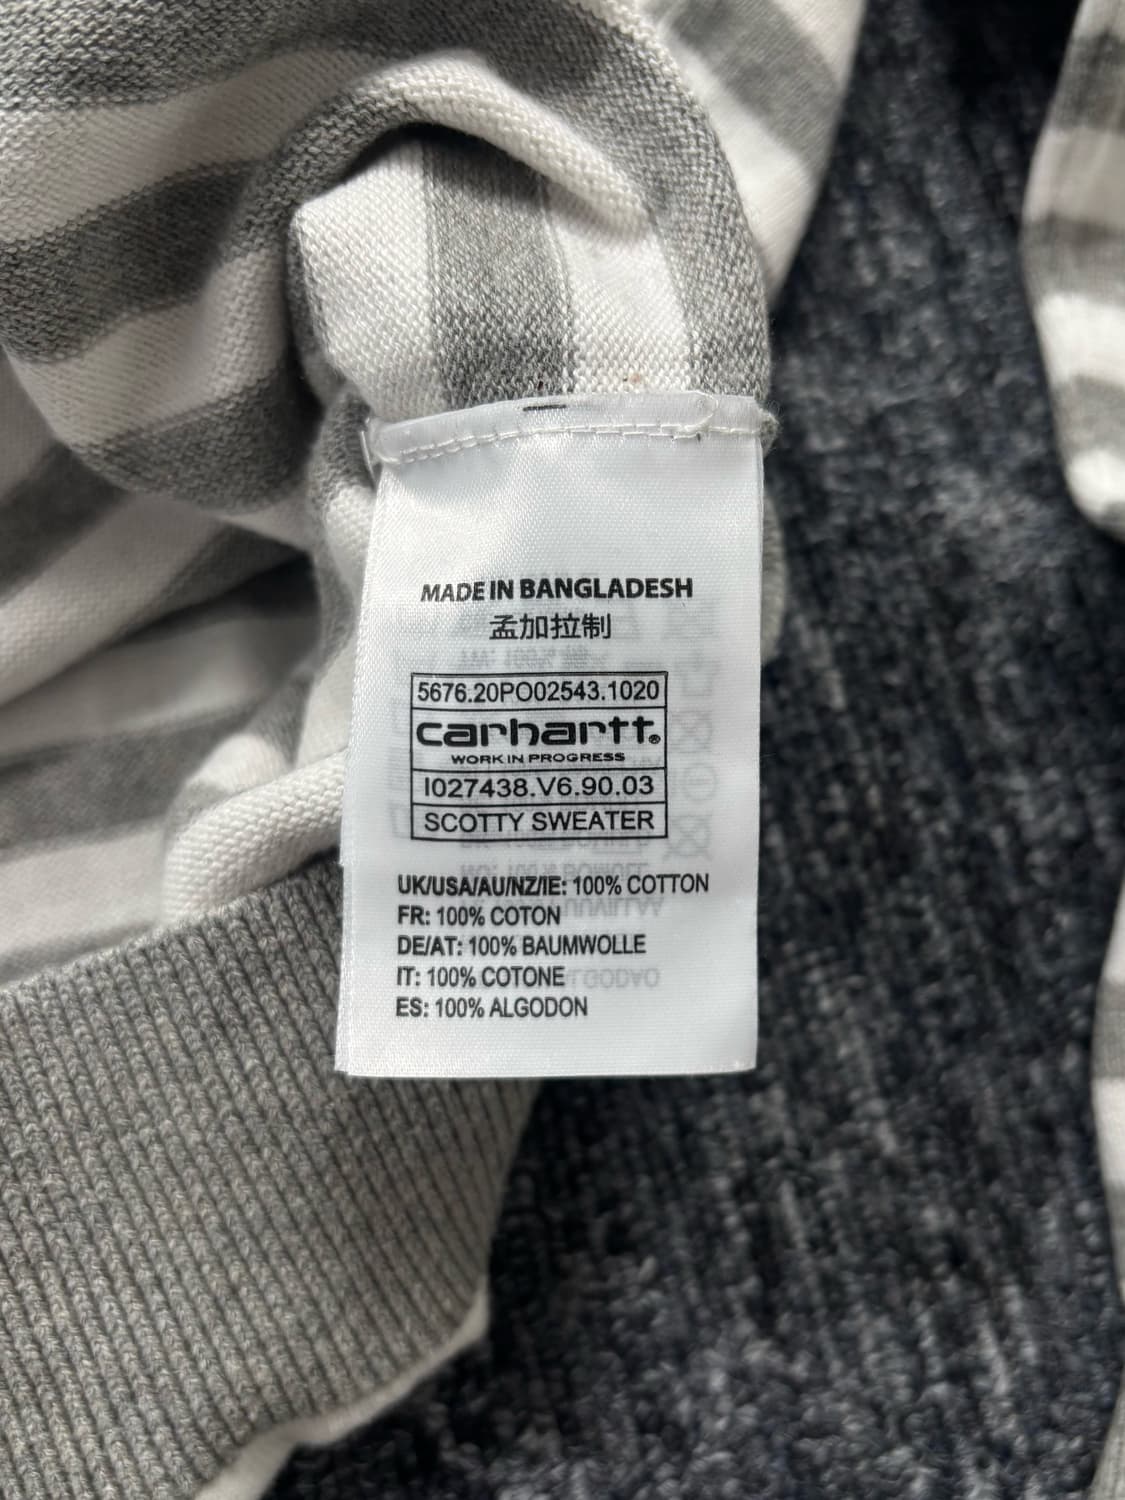 MADE IN BANGLADESH
孟加拉制
5676.20PO02543.1020
carhartt®
WORK IN PROGRESS
I027438.V6.90.03
SCOTTY SWEATER
UK/USA/AU/NZ/IE: 100% COTTON
FR: 100% COTON
DE/AT: 100% BAUMWOLLE
IT: 100% COTONE
ES: 100% ALGODON